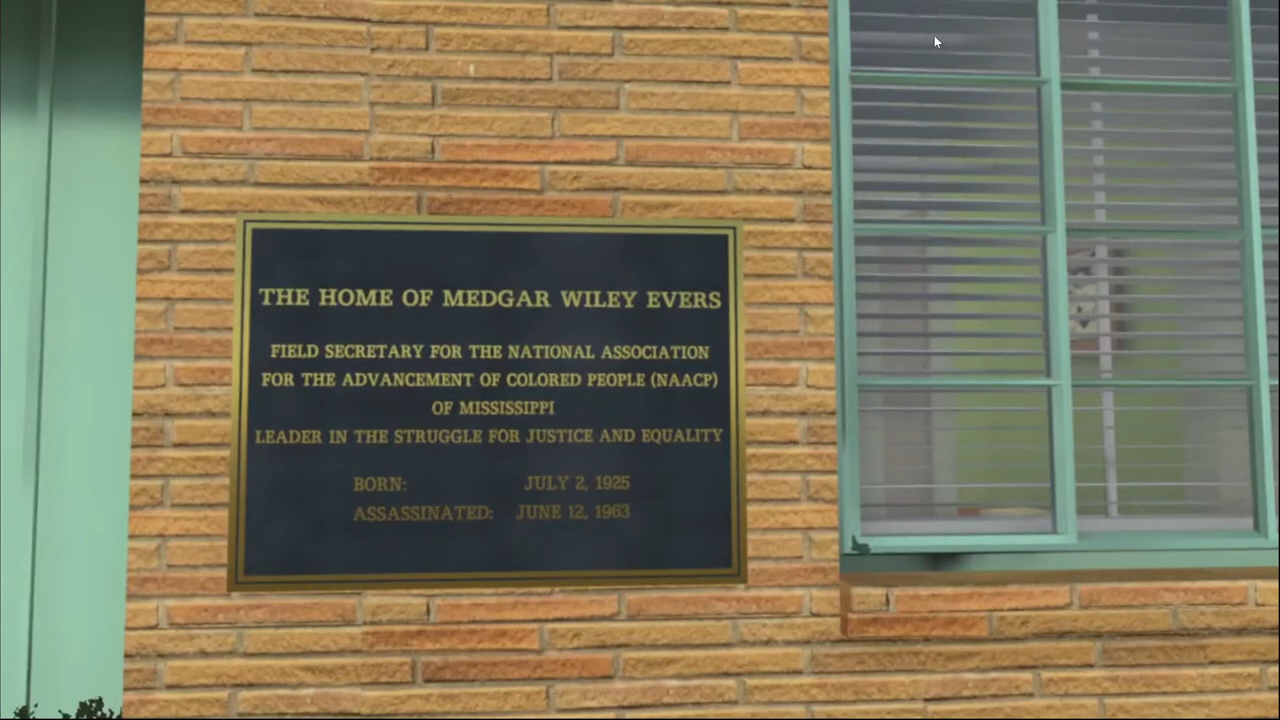 THE HOME OF MEDGAR WILEY EVERS
FIELD SECRETARY FOR THE NATIONAL ASSOCIATION
FOR THE ADVANCEMENT OF COLORED PEOPLE (NAACP)
OF MISSISSIPPI
LEADER IN THE STRUGGLE FOR JUSTICE AND EQUALITY
BORN: JULY 2, 1925
ASSASSINATED: JUNE 12, 1963